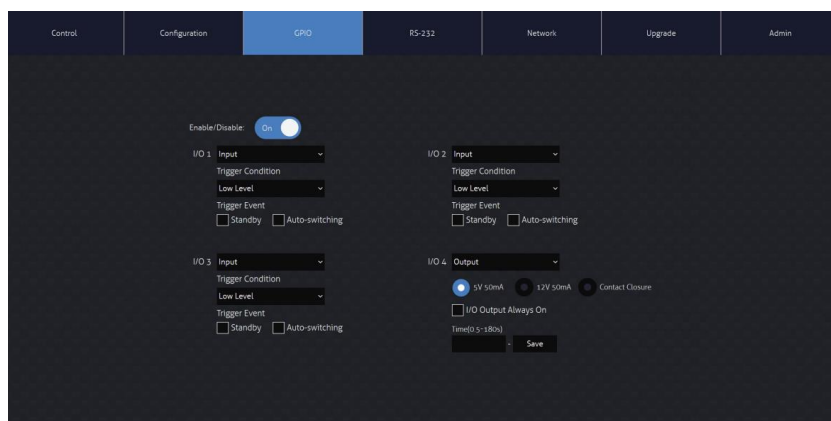 Control
Configuration
GPIO
RS-232
Network
Upgrade
Admin
Enable/Disable: On
I/O 1 Input
Trigger Condition
Low Level
Trigger Event
Standby Auto-switching
I/O 2 Input
Trigger Condition
Low Level
Trigger Event
Standby Auto-switching
I/O 3 Input
Trigger Condition
Low Level
Trigger Event
Standby Auto-switching
I/O 4 Output
5V 50mA 12V 50mA Contact Closure
I/O Output Always On
Time(0.5~180s)
- Save